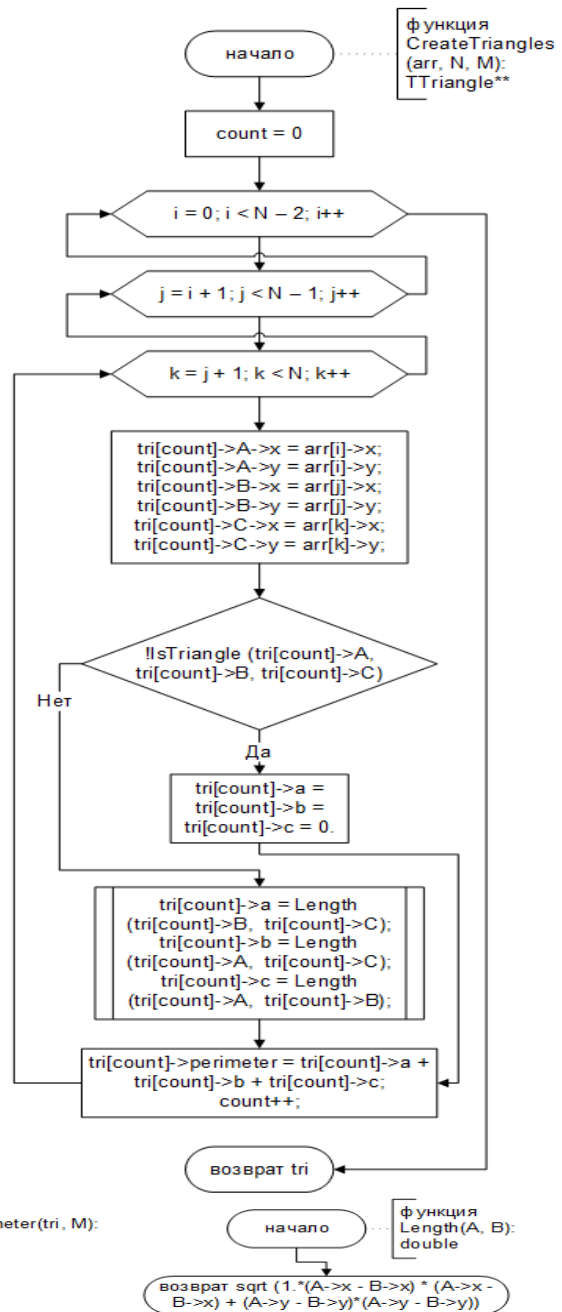 начало
функция
CreateTriangles
(arr, N, M):
TTriangle**
count = 0
i = 0; i < N – 2; i++
j = i + 1; j < N – 1; j++
k = j + 1; k < N; k++
tri[count]->A->x = arr[i]->x;
tri[count]->A->y = arr[i]->y;
tri[count]->B->x = arr[j]->x;
tri[count]->B->y = arr[j]->y;
tri[count]->C->x = arr[k]->x;
tri[count]->C->y = arr[k]->y;
!IsTriangle (tri[count]->A,
tri[count]->B, tri[count]->C)
Нет
Да
tri[count]->a =
tri[count]->b =
tri[count]->c = 0.
tri[count]->a = Length
(tri[count]->B, tri[count]->C);
tri[count]->b = Length
(tri[count]->A, tri[count]->C);
tri[count]->c = Length
(tri[count]->A, tri[count]->B);
tri[count]->perimeter = tri[count]->a +
tri[count]->b + tri[count]->c;
count++;
возврат tri
meter(tri, M):
начало
функция
Length(A, B):
double
возврат sqrt (1.*(A->x - B->x) * (A->x -
B->x) + (A->y - B->y)*(A->y - B->y))